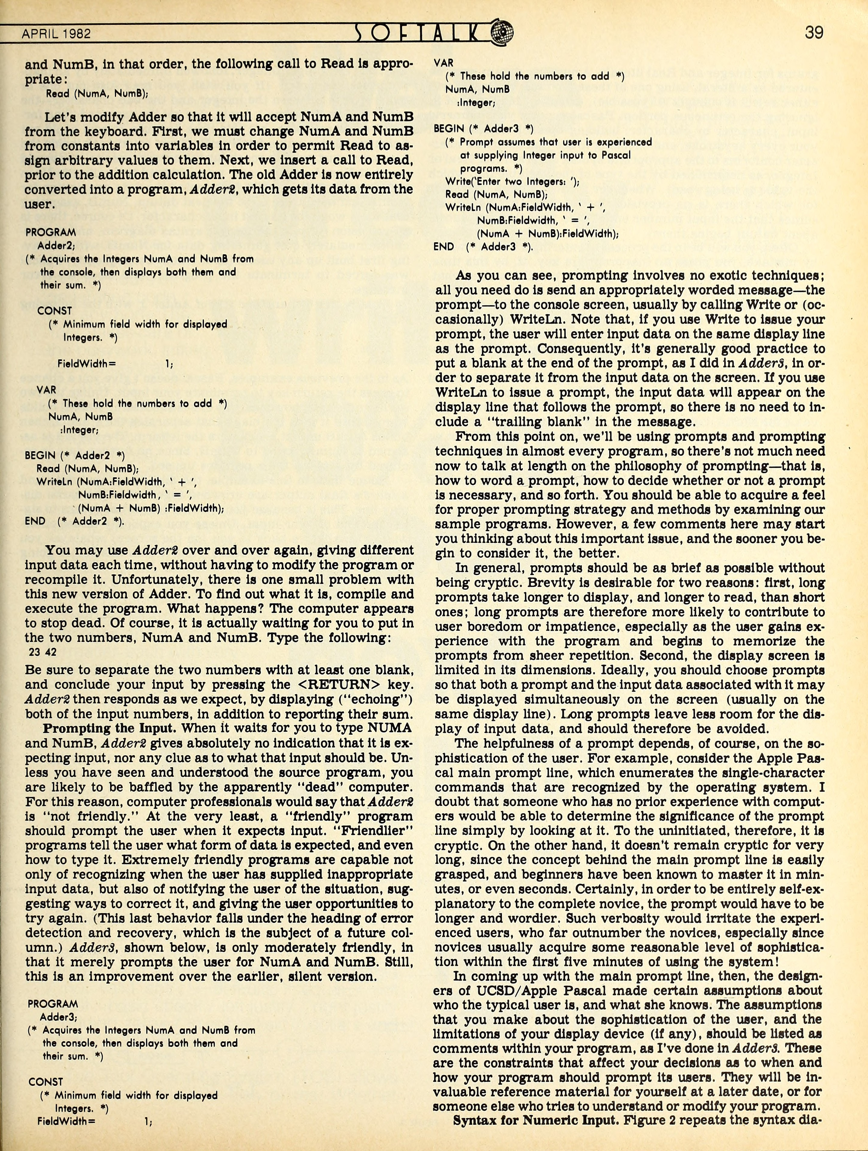 APRIL 1982
SOFTALK
39
and NumB, in that order, the following call to Read is appro-
priate:
Read (NumA, NumB);
Let's modify Adder so that it will accept NumA and NumB
from the keyboard. First, we must change NumA and NumB
from constants into variables in order to permit Read to as-
sign arbitrary values to them. Next, we insert a call to Read,
prior to the addition calculation. The old Adder is now entirely
converted into a program, Adder2, which gets its data from the
user.
PROGRAM
Adder2;
(* Acquires the Integers NumA and NumB from
the console, then displays both them and
their sum. *)
CONST
(* Minimum field width for displayed
Integers. *)
FieldWidth= 1;
VAR
(* These hold the numbers to add *)
NumA, NumB
:Integer;
BEGIN (* Adder2 *)
Read (NumA, NumB);
WriteLn (NumA:FieldWidth, ' + ',
NumB:Fieldwidth, ' = ',
(NumA + NumB) :FieldWidth);
END (* Adder2 *).
You may use Adder2 over and over again, giving different
input data each time, without having to modify the program or
recompile it. Unfortunately, there is one small problem with
this new version of Adder. To find out what it is, compile and
execute the program. What happens? The computer appears
to stop dead. Of course, it is actually waiting for you to put in
the two numbers, NumA and NumB. Type the following:
23 42
Be sure to separate the two numbers with at least one blank,
and conclude your input by pressing the <RETURN> key.
Adder2 then responds as we expect, by displaying ("echoing")
both of the input numbers, in addition to reporting their sum.
Prompting the Input. When it waits for you to type NUMA
and NumB, Adder2 gives absolutely no indication that it is ex-
pecting input, nor any clue as to what that input should be. Un-
less you have seen and understood the source program, you
are likely to be baffled by the apparently "dead" computer.
For this reason, computer professionals would say that Adder2
is "not friendly." At the very least, a "friendly" program
should prompt the user when it expects input. "Friendlier"
programs tell the user what form of data is expected, and even
how to type it. Extremely friendly programs are capable not
only of recognizing when the user has supplied inappropriate
input data, but also of notifying the user of the situation, sug-
gesting ways to correct it, and giving the user opportunities to
try again. (This last behavior falls under the heading of error
detection and recovery, which is the subject of a future col-
umn.) Adder3, shown below, is only moderately friendly, in
that it merely prompts the user for NumA and NumB. Still,
this is an improvement over the earlier, silent version.
PROGRAM
Adder3;
(* Acquires the Integers NumA and NumB from
the console, then displays both them and
their sum. *)
CONST
(* Minimum field width for displayed
Integers. *)
FieldWidth= 1;
VAR
(* These hold the numbers to add *)
NumA, NumB
:Integer;
BEGIN (* Adder3 *)
(* Prompt assumes that user is experienced
at supplying Integer input to Pascal
programs. *)
Write('Enter two Integers: ');
Read (NumA, NumB);
WriteLn (NumA:FieldWidth, ' + ',
NumB:Fieldwidth, ' = ',
(NumA + NumB):FieldWidth);
END (* Adder3 *).
As you can see, prompting involves no exotic techniques;
all you need do is send an appropriately worded message—the
prompt—to the console screen, usually by calling Write or (oc-
casionally) WriteLn. Note that, if you use Write to issue your
prompt, the user will enter input data on the same display line
as the prompt. Consequently, it's generally good practice to
put a blank at the end of the prompt, as I did in Adder3, in or-
der to separate it from the input data on the screen. If you use
WriteLn to issue a prompt, the input data will appear on the
display line that follows the prompt, so there is no need to in-
clude a "trailing blank" in the message.
From this point on, we'll be using prompts and prompting
techniques in almost every program, so there's not much need
now to talk at length on the philosophy of prompting—that is,
how to word a prompt, how to decide whether or not a prompt
is necessary, and so forth. You should be able to acquire a feel
for proper prompting strategy and methods by examining our
sample programs. However, a few comments here may start
you thinking about this important issue, and the sooner you be-
gin to consider it, the better.
In general, prompts should be as brief as possible without
being cryptic. Brevity is desirable for two reasons: first, long
prompts take longer to display, and longer to read, than short
ones; long prompts are therefore more likely to contribute to
user boredom or impatience, especially as the user gains ex-
perience with the program and begins to memorize the
prompts from sheer repetition. Second, the display screen is
limited in its dimensions. Ideally, you should choose prompts
so that both a prompt and the input data associated with it may
be displayed simultaneously on the screen (usually on the
same display line). Long prompts leave less room for the dis-
play of input data, and should therefore be avoided.
The helpfulness of a prompt depends, of course, on the so-
phistication of the user. For example, consider the Apple Pas-
cal main prompt line, which enumerates the single-character
commands that are recognized by the operating system. I
doubt that someone who has no prior experience with comput-
ers would be able to determine the significance of the prompt
line simply by looking at it. To the uninitiated, therefore, it is
cryptic. On the other hand, it doesn't remain cryptic for very
long, since the concept behind the main prompt line is easily
grasped, and beginners have been known to master it in min-
utes, or even seconds. Certainly, in order to be entirely self-ex-
planatory to the complete novice, the prompt would have to be
longer and wordier. Such verbosity would irritate the experi-
enced users, who far outnumber the novices, especially since
novices usually acquire some reasonable level of sophistica-
tion within the first five minutes of using the system!
In coming up with the main prompt line, then, the design-
ers of UCSD/Apple Pascal made certain assumptions about
who the typical user is, and what she knows. The assumptions
that you make about the sophistication of the user, and the
limitations of your display device (if any), should be listed as
comments within your program, as I've done in Adder3. These
are the constraints that affect your decisions as to when and
how your program should prompt its users. They will be in-
valuable reference material for yourself at a later date, or for
someone else who tries to understand or modify your program.
Syntax for Numeric Input. Figure 2 repeats the syntax dia-